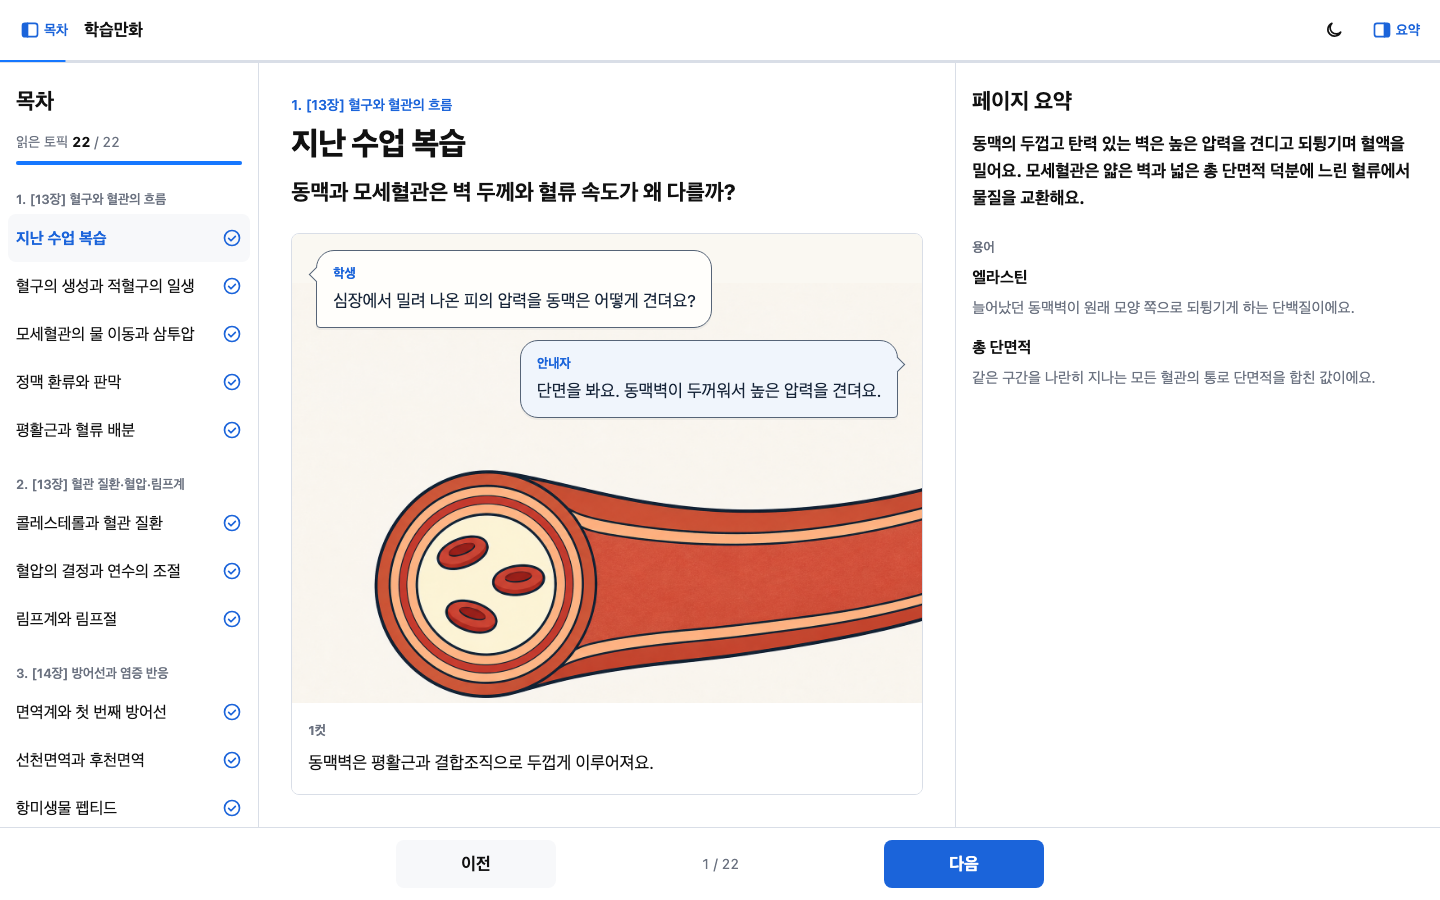 목차
학습만화
요약
목차
읽은 토픽 22 / 22
1. [13장] 혈구와 혈관의 흐름
지난 수업 복습
혈구의 생성과 적혈구의 일생
모세혈관의 물 이동과 삼투압
정맥 환류와 판막
평활근과 혈류 배분
2. [13장] 혈관 질환·혈압·림프계
콜레스테롤과 혈관 질환
혈압의 결정과 연수의 조절
림프계와 림프절
3. [14장] 방어선과 염증 반응
면역계와 첫 번째 방어선
선천면역과 후천면역
항미생물 펩티드
1. [13장] 혈구와 혈관의 흐름
지난 수업 복습
동맥과 모세혈관은 벽 두께와 혈류 속도가 왜 다를까?
학생
심장에서 밀려 나온 피의 압력을 동맥은 어떻게 견뎌요?
안내자
단면을 봐요. 동맥벽이 두꺼워서 높은 압력을 견뎌요.
1컷
동맥벽은 평활근과 결합조직으로 두껍게 이루어져요.
페이지 요약
동맥의 두껍고 탄력 있는 벽은 높은 압력을 견디고 되튕기며 혈액을
밀어요. 모세혈관은 얇은 벽과 넓은 총 단면적 덕분에 느린 혈류에서
물질을 교환해요.
용어
엘라스틴
늘어났던 동맥벽이 원래 모양 쪽으로 되튕기게 하는 단백질이에요.
총 단면적
같은 구간을 나란히 지나는 모든 혈관의 통로 단면적을 합친 값이에요.
이전
1 / 22
다음